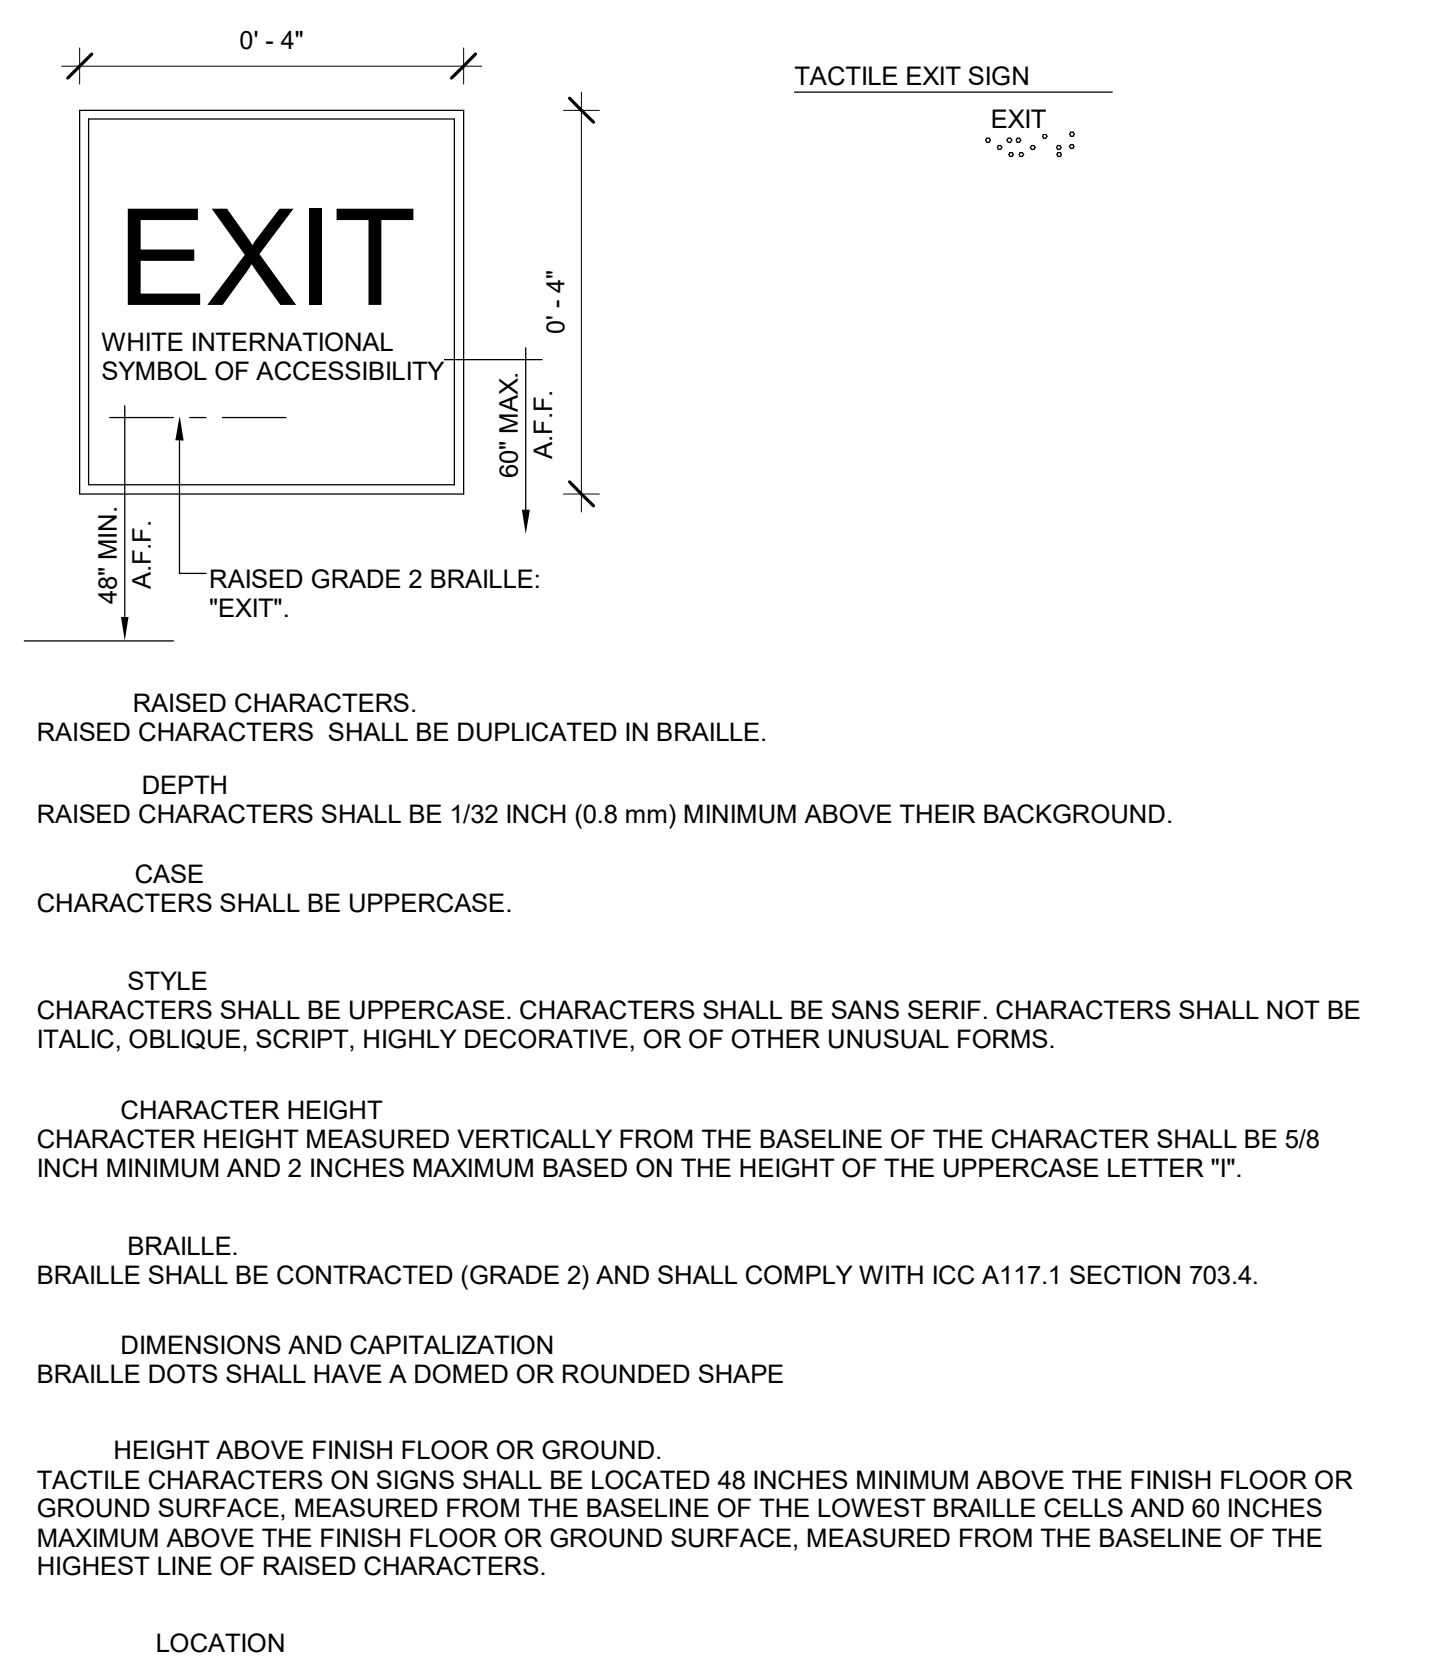 0' - 4"
TACTILE EXIT SIGN
EXIT
EXIT
0' - 4"
WHITE INTERNATIONAL
SYMBOL OF ACCESSIBILITY
60" MAX.
A.F.F.
48" MIN.
A.F.F.
RAISED GRADE 2 BRAILLE:
"EXIT".
RAISED CHARACTERS.
RAISED CHARACTERS  SHALL BE DUPLICATED IN BRAILLE.
DEPTH
RAISED CHARACTERS SHALL BE 1/32 INCH (0.8 mm) MINIMUM ABOVE THEIR BACKGROUND.
CASE
CHARACTERS SHALL BE UPPERCASE.
STYLE
CHARACTERS SHALL BE UPPERCASE. CHARACTERS SHALL BE SANS SERIF. CHARACTERS SHALL NOT BE
ITALIC, OBLIQUE, SCRIPT, HIGHLY DECORATIVE, OR OF OTHER UNUSUAL FORMS.
CHARACTER HEIGHT
CHARACTER HEIGHT MEASURED VERTICALLY FROM THE BASELINE OF THE CHARACTER SHALL BE 5/8
INCH MINIMUM AND 2 INCHES MAXIMUM BASED ON THE HEIGHT OF THE UPPERCASE LETTER "I".
BRAILLE.
BRAILLE SHALL BE CONTRACTED (GRADE 2) AND SHALL COMPLY WITH ICC A117.1 SECTION 703.4.
DIMENSIONS AND CAPITALIZATION
BRAILLE DOTS SHALL HAVE A DOMED OR ROUNDED SHAPE
HEIGHT ABOVE FINISH FLOOR OR GROUND.
TACTILE CHARACTERS ON SIGNS SHALL BE LOCATED 48 INCHES MINIMUM ABOVE THE FINISH FLOOR OR
GROUND SURFACE, MEASURED FROM THE BASELINE OF THE LOWEST BRAILLE CELLS AND 60 INCHES
MAXIMUM ABOVE THE FINISH FLOOR OR GROUND SURFACE, MEASURED FROM THE BASELINE OF THE
HIGHEST LINE OF RAISED CHARACTERS.
LOCATION